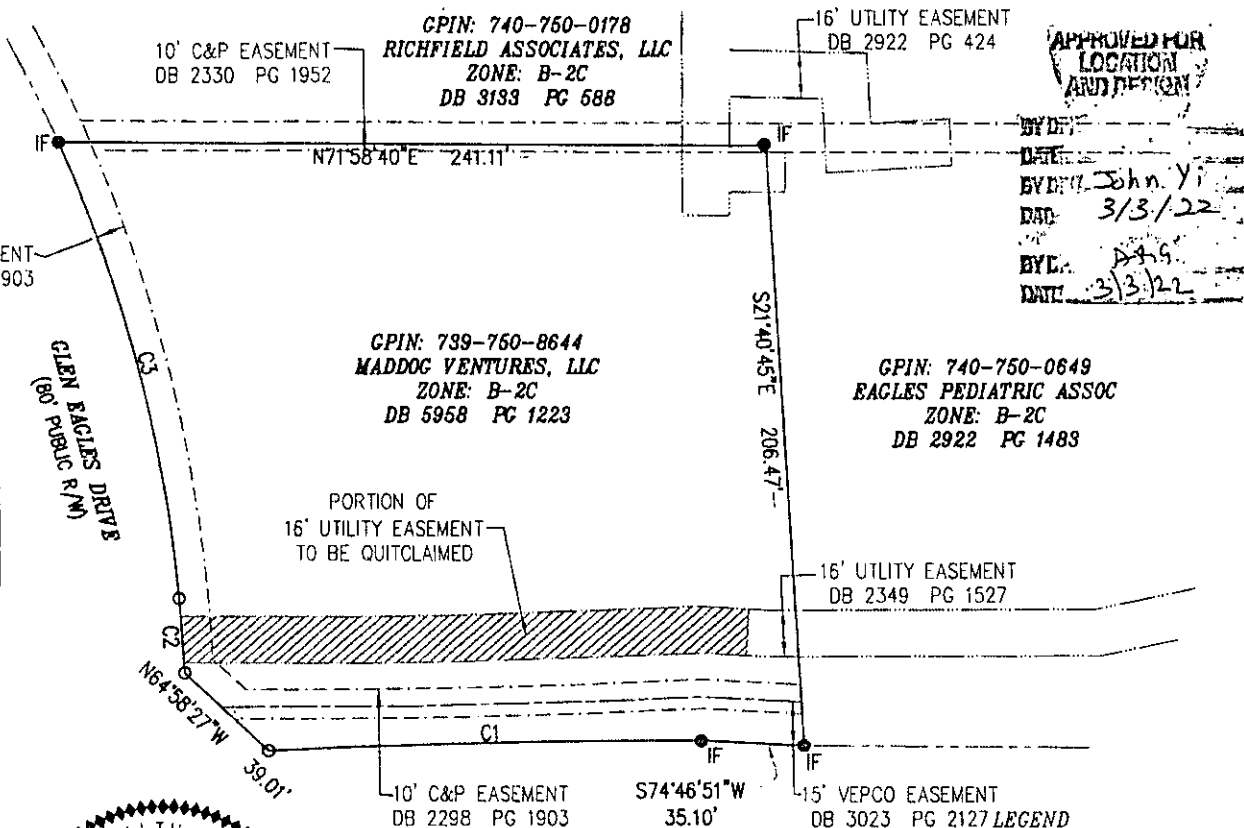 GPIN: 740-750-0178
RICHFIELD ASSOCIATES, LLC
ZONE: B-2C
DB 3133 PG 588
10' C&P EASEMENT
DB 2330 PG 1952
16' UTLITY EASEMENT
DB 2922 PG 424
APPROVED FOR
LOCATION
AND DESIGN
BY
DATE
BY John Yi
3/3/22
BY
DATE 3/3/22
IF
N71°58'40"E 241.11'
IF
ENT
903
C3
GLEN EAGLES DRIVE
(80' PUBLIC R/W)
GPIN: 739-750-8644
MADDOG VENTURES, LLC
ZONE: B-2C
DB 5958 PG 1223
S21°40'45"E 206.47'
GPIN: 740-750-0649
EAGLES PEDIATRIC ASSOC
ZONE: B-2C
DB 2922 PG 1483
PORTION OF
16' UTILITY EASEMENT
TO BE QUITCLAIMED
16' UTLITY EASEMENT
DB 2349 PG 1527
C2
N64°58'27"W
39.01'
C1
IF
IF
10' C&P EASEMENT
DB 2298 PG 1903
S74°46'51"W
35.10'
15' VEPCO EASEMENT
DB 3023 PG 2127
LEGEND